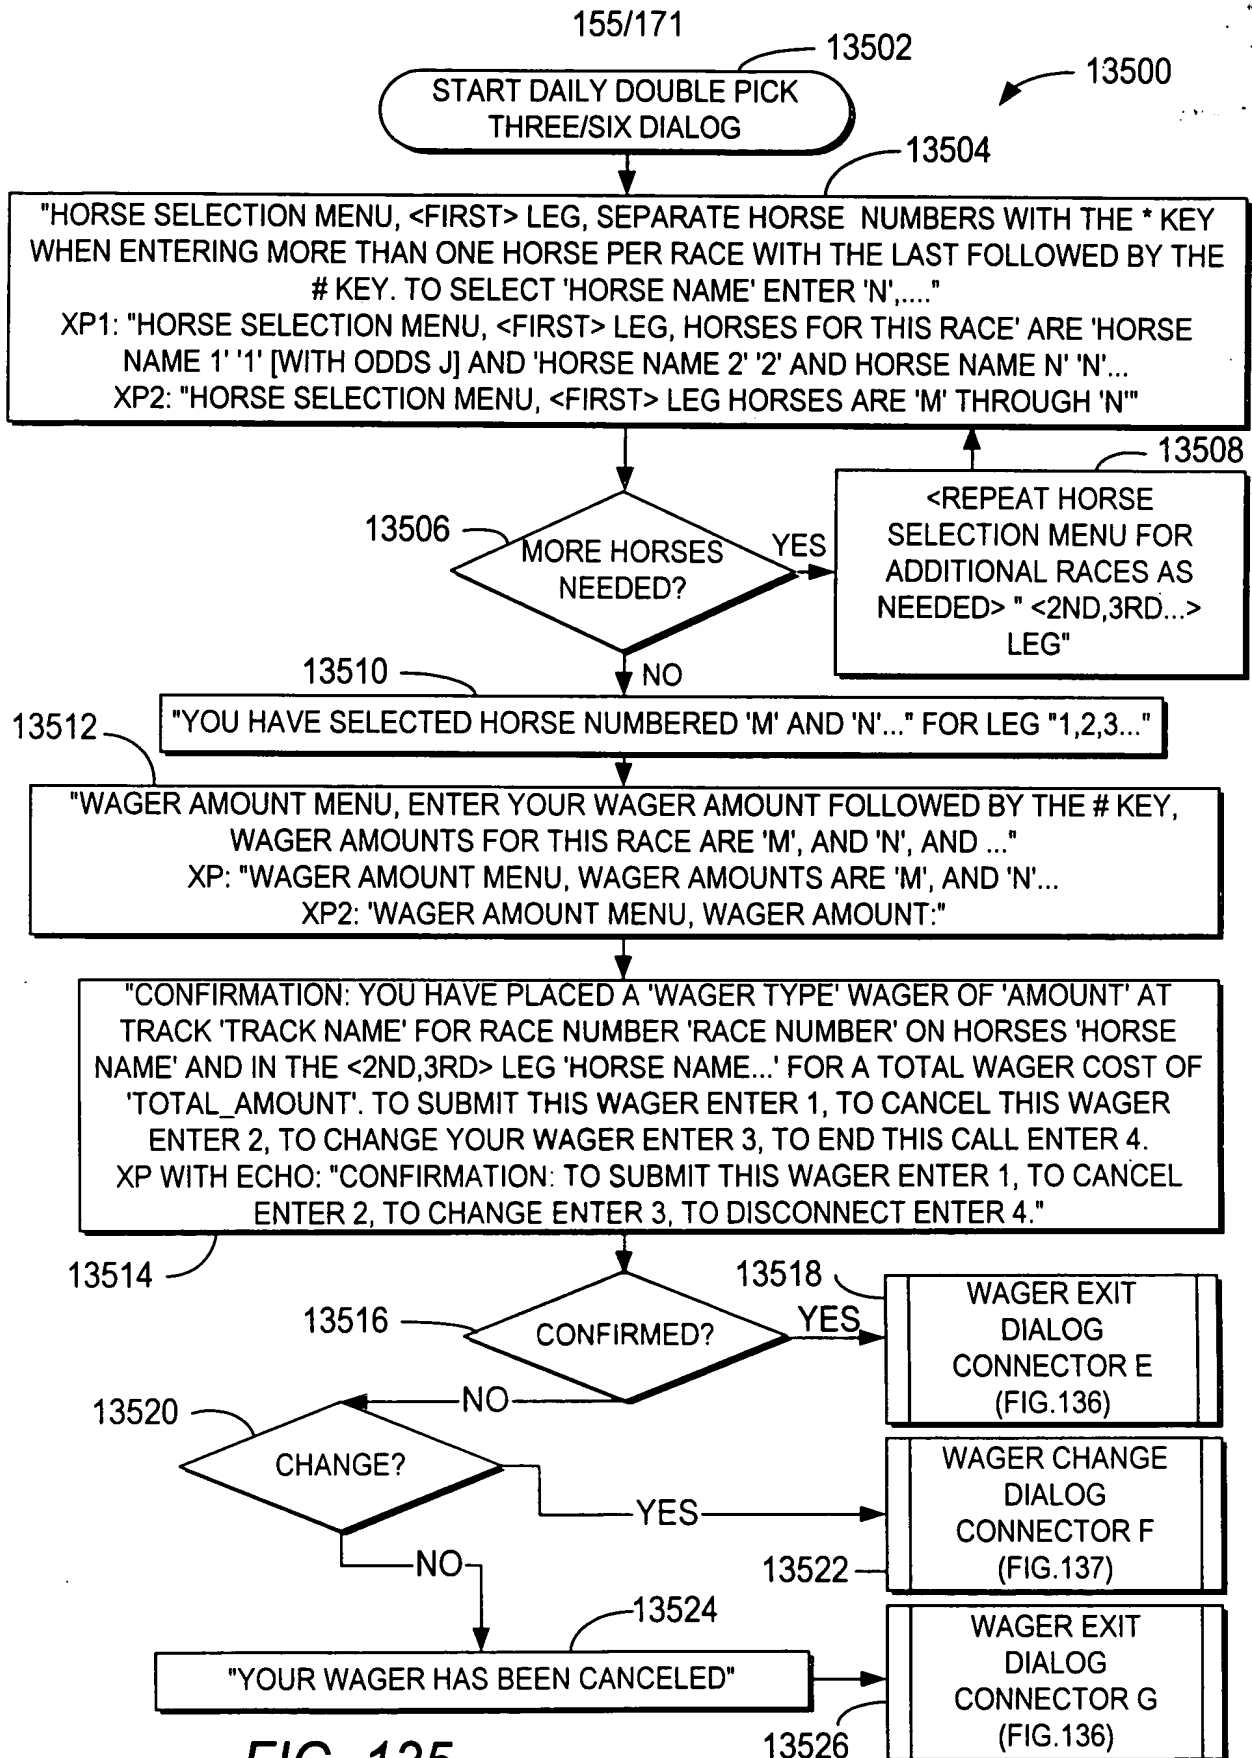 155/171
13502
13500
START DAILY DOUBLE PICK
THREE/SIX DIALOG
13504
"HORSE SELECTION MENU, <FIRST> LEG, SEPARATE HORSE NUMBERS WITH THE * KEY
WHEN ENTERING MORE THAN ONE HORSE PER RACE WITH THE LAST FOLLOWED BY THE
# KEY. TO SELECT 'HORSE NAME' ENTER 'N',...."
XP1: "HORSE SELECTION MENU, <FIRST> LEG, HORSES FOR THIS RACE' ARE 'HORSE
NAME 1' '1' [WITH ODDS J] AND 'HORSE NAME 2' '2' AND HORSE NAME N' 'N'...
XP2: "HORSE SELECTION MENU, <FIRST> LEG HORSES ARE 'M' THROUGH 'N'"
13508
<REPEAT HORSE
SELECTION MENU FOR
ADDITIONAL RACES AS
NEEDED> " <2ND,3RD...>
LEG"
13506
MORE HORSES
NEEDED?
YES
NO
13510
"YOU HAVE SELECTED HORSE NUMBERED 'M' AND 'N'..." FOR LEG "1,2,3..."
13512
"WAGER AMOUNT MENU, ENTER YOUR WAGER AMOUNT FOLLOWED BY THE # KEY,
WAGER AMOUNTS FOR THIS RACE ARE 'M', AND 'N', AND ..."
XP: "WAGER AMOUNT MENU, WAGER AMOUNTS ARE 'M', AND 'N'...
XP2: 'WAGER AMOUNT MENU, WAGER AMOUNT:"
"CONFIRMATION: YOU HAVE PLACED A 'WAGER TYPE' WAGER OF 'AMOUNT' AT
TRACK 'TRACK NAME' FOR RACE NUMBER 'RACE NUMBER' ON HORSES 'HORSE
NAME' AND IN THE <2ND,3RD> LEG 'HORSE NAME...' FOR A TOTAL WAGER COST OF
'TOTAL_AMOUNT'. TO SUBMIT THIS WAGER ENTER 1, TO CANCEL THIS WAGER
ENTER 2, TO CHANGE YOUR WAGER ENTER 3, TO END THIS CALL ENTER 4.
XP WITH ECHO: "CONFIRMATION: TO SUBMIT THIS WAGER ENTER 1, TO CANCEL
ENTER 2, TO CHANGE ENTER 3, TO DISCONNECT ENTER 4."
13514
13516
CONFIRMED?
YES
13518
WAGER EXIT
DIALOG
CONNECTOR E
(FIG.136)
NO
13520
CHANGE?
YES
WAGER CHANGE
DIALOG
CONNECTOR F
(FIG.137)
13522
NO
13524
"YOUR WAGER HAS BEEN CANCELED"
WAGER EXIT
DIALOG
CONNECTOR G
(FIG.136)
13526
FIG. 135